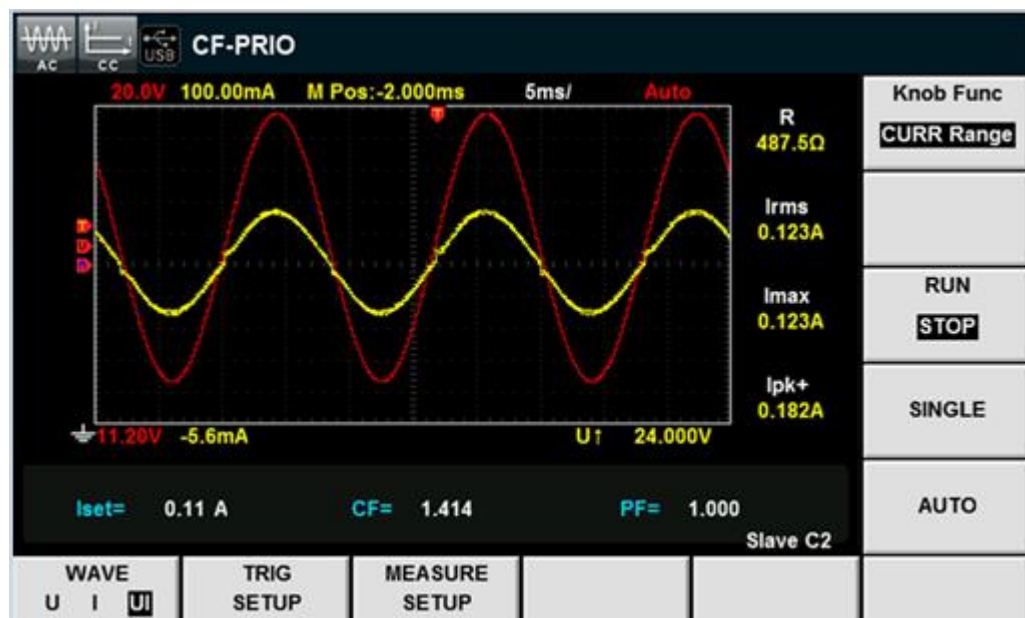 AC CC USB CF-PRIO
20.0V 100.00mA M Pos:-2.000ms 5ms/ Auto
T
R
487.5Ω
T
U
Irms
0.123A
Imax
0.123A
Ipk+
0.182A
11.20V -5.6mA U↑ 24.000V
Iset= 0.11 A CF= 1.414 PF= 1.000
Slave C2
Knob Func
CURR Range
RUN
STOP
SINGLE
AUTO
WAVE
U I UI
TRIG
SETUP
MEASURE
SETUP